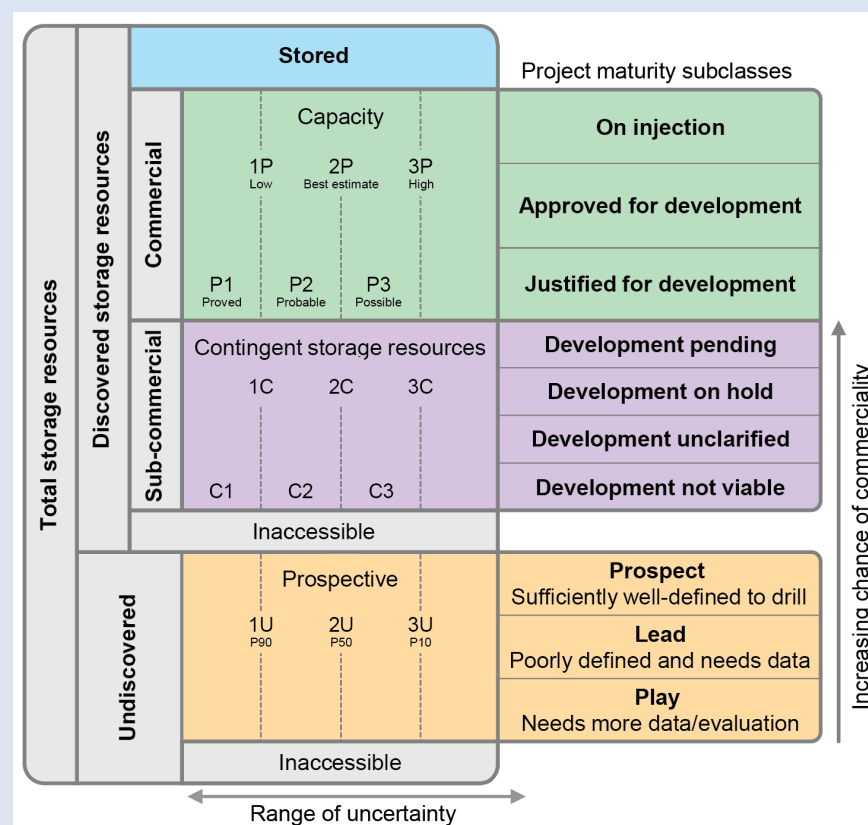 Stored
Project maturity subclasses
Total storage resources
Discovered storage resources
Commercial
Capacity
1P 2P 3P
Low Best estimate High
P1 P2 P3
Proved Probable Possible
On injection
Approved for development
Justified for development
Sub-commercial
Contingent storage resources
1C 2C 3C
C1 C2 C3
Development pending
Development on hold
Development unclarified
Development not viable
Inaccessible
Undiscovered
Prospective
1U 2U 3U
P90 P50 P10
Prospect
Sufficiently well-defined to drill
Lead
Poorly defined and needs data
Play
Needs more data/evaluation
Inaccessible
Range of uncertainty
Increasing chance of commerciality